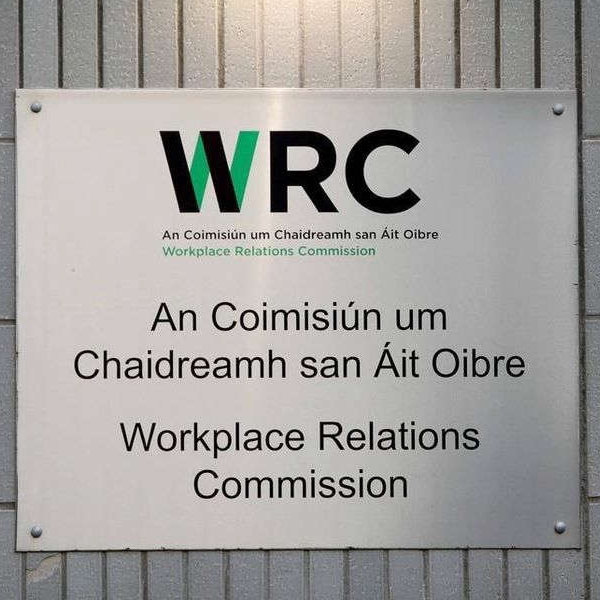 WRC
An Coimisiún um Chaidreamh san Áit Oibre
Workplace Relations Commission
An Coimisiún um
Chaidreamh san Áit Oibre
Workplace Relations
Commission